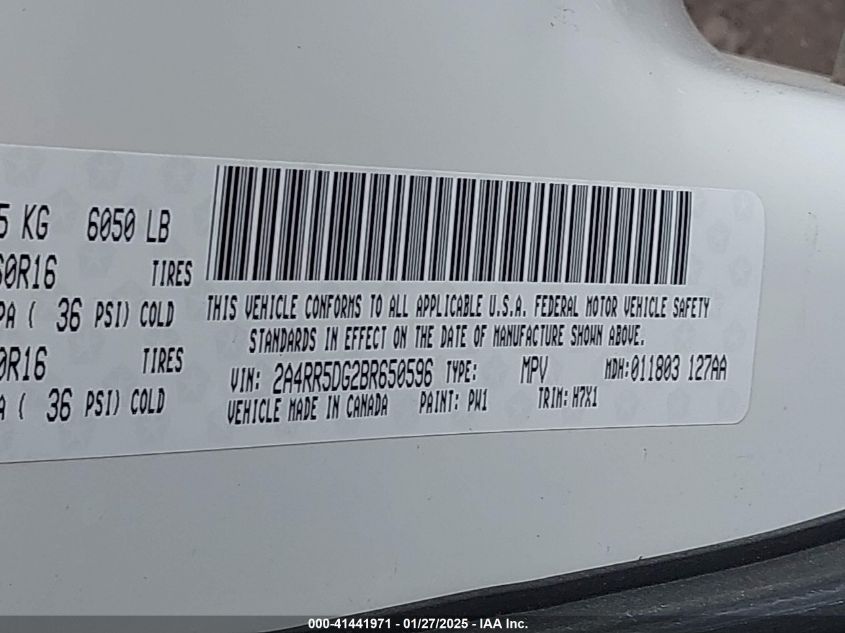 5 KG 6050 LB
60R16 TIRES
PA ( 36 PSI) COLD
0R16 TIRES
A ( 36 PSI) COLD
THIS VEHICLE CONFORMS TO ALL APPLICABLE U.S.A. FEDERAL MOTOR VEHICLE SAFETY
STANDARDS IN EFFECT ON THE DATE OF MANUFACTURE SHOWN ABOVE.
VIN: 2A4RR5DG2BR650596 TYPE: MPV MDH:011803 127AA
VEHICLE MADE IN CANADA PAINT: PW1 TRIM: H7X1
000-41441971 - 01/27/2025 - IAA Inc.